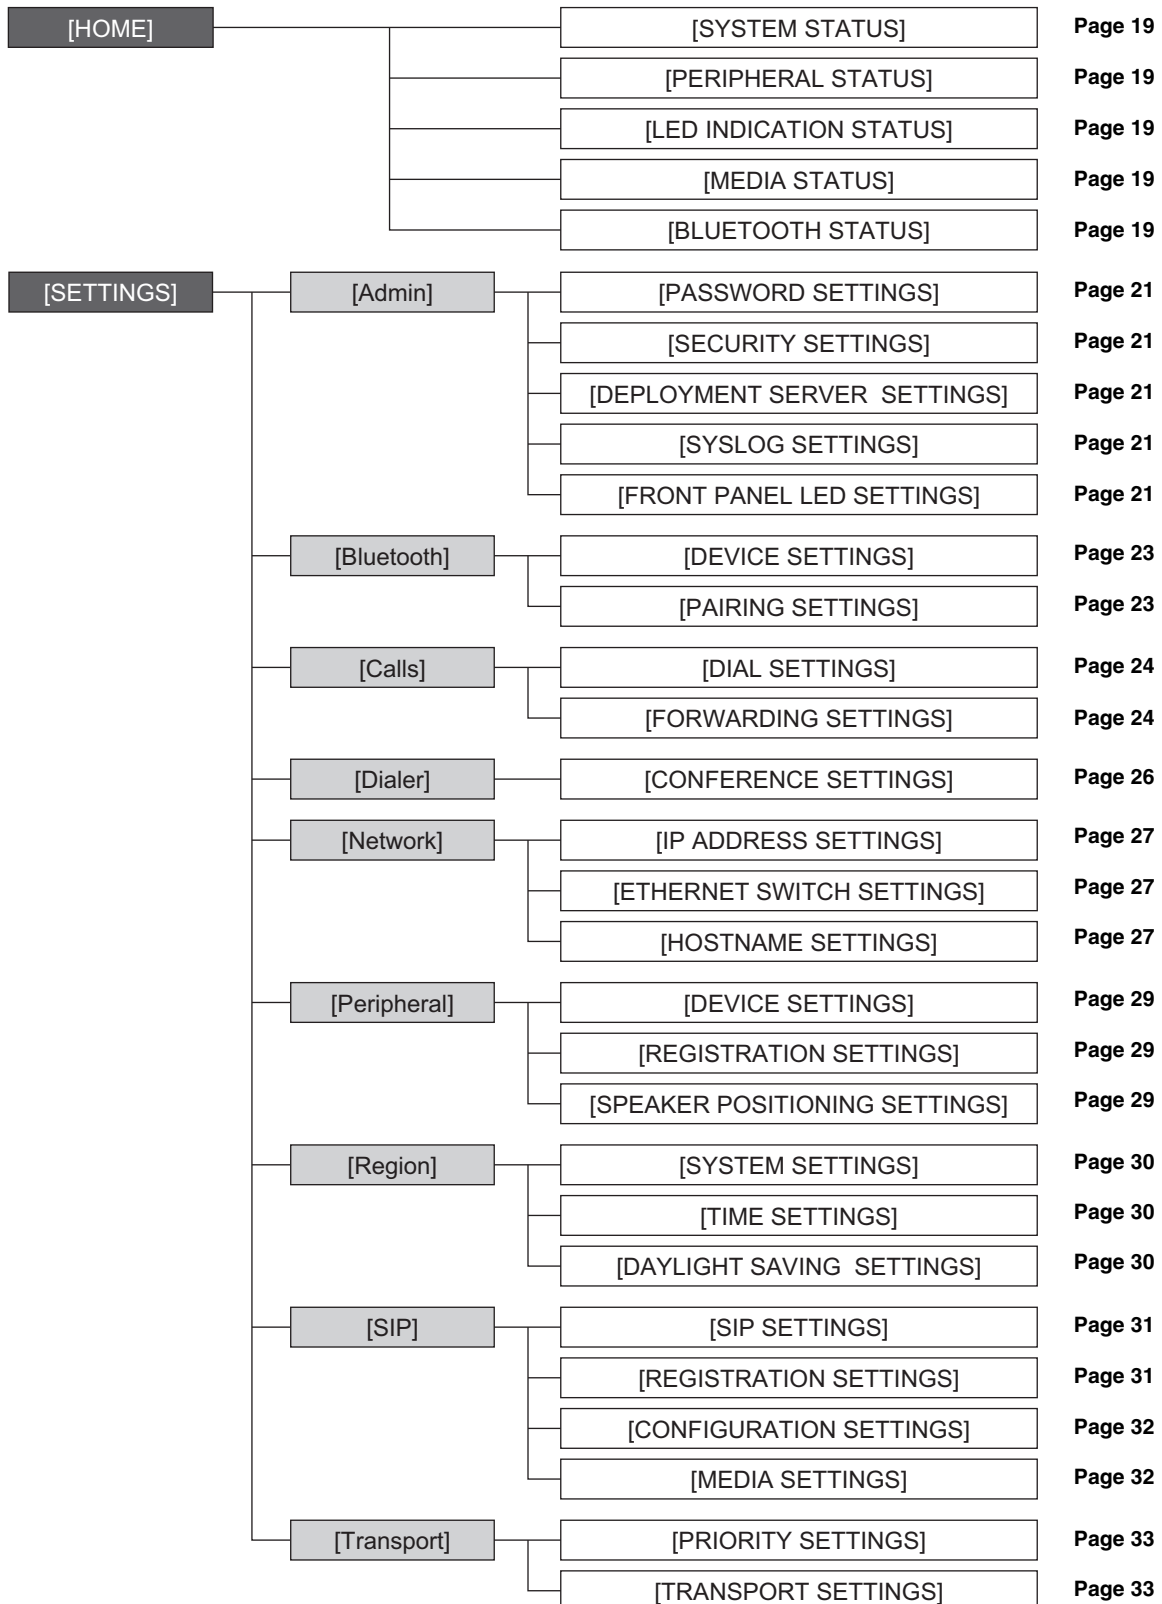 [HOME] [SYSTEM STATUS] Page 19
[PERIPHERAL STATUS] Page 19
[LED INDICATION STATUS] Page 19
[MEDIA STATUS] Page 19
[BLUETOOTH STATUS] Page 19
[SETTINGS] [Admin] [PASSWORD SETTINGS] Page 21
[SECURITY SETTINGS] Page 21
[DEPLOYMENT SERVER SETTINGS] Page 21
[SYSLOG SETTINGS] Page 21
[FRONT PANEL LED SETTINGS] Page 21
[Bluetooth] [DEVICE SETTINGS] Page 23
[PAIRING SETTINGS] Page 23
[Calls] [DIAL SETTINGS] Page 24
[FORWARDING SETTINGS] Page 24
[Dialer] [CONFERENCE SETTINGS] Page 26
[Network] [IP ADDRESS SETTINGS] Page 27
[ETHERNET SWITCH SETTINGS] Page 27
[HOSTNAME SETTINGS] Page 27
[Peripheral] [DEVICE SETTINGS] Page 29
[REGISTRATION SETTINGS] Page 29
[SPEAKER POSITIONING SETTINGS] Page 29
[Region] [SYSTEM SETTINGS] Page 30
[TIME SETTINGS] Page 30
[DAYLIGHT SAVING SETTINGS] Page 30
[SIP] [SIP SETTINGS] Page 31
[REGISTRATION SETTINGS] Page 31
[CONFIGURATION SETTINGS] Page 32
[MEDIA SETTINGS] Page 32
[Transport] [PRIORITY SETTINGS] Page 33
[TRANSPORT SETTINGS] Page 33